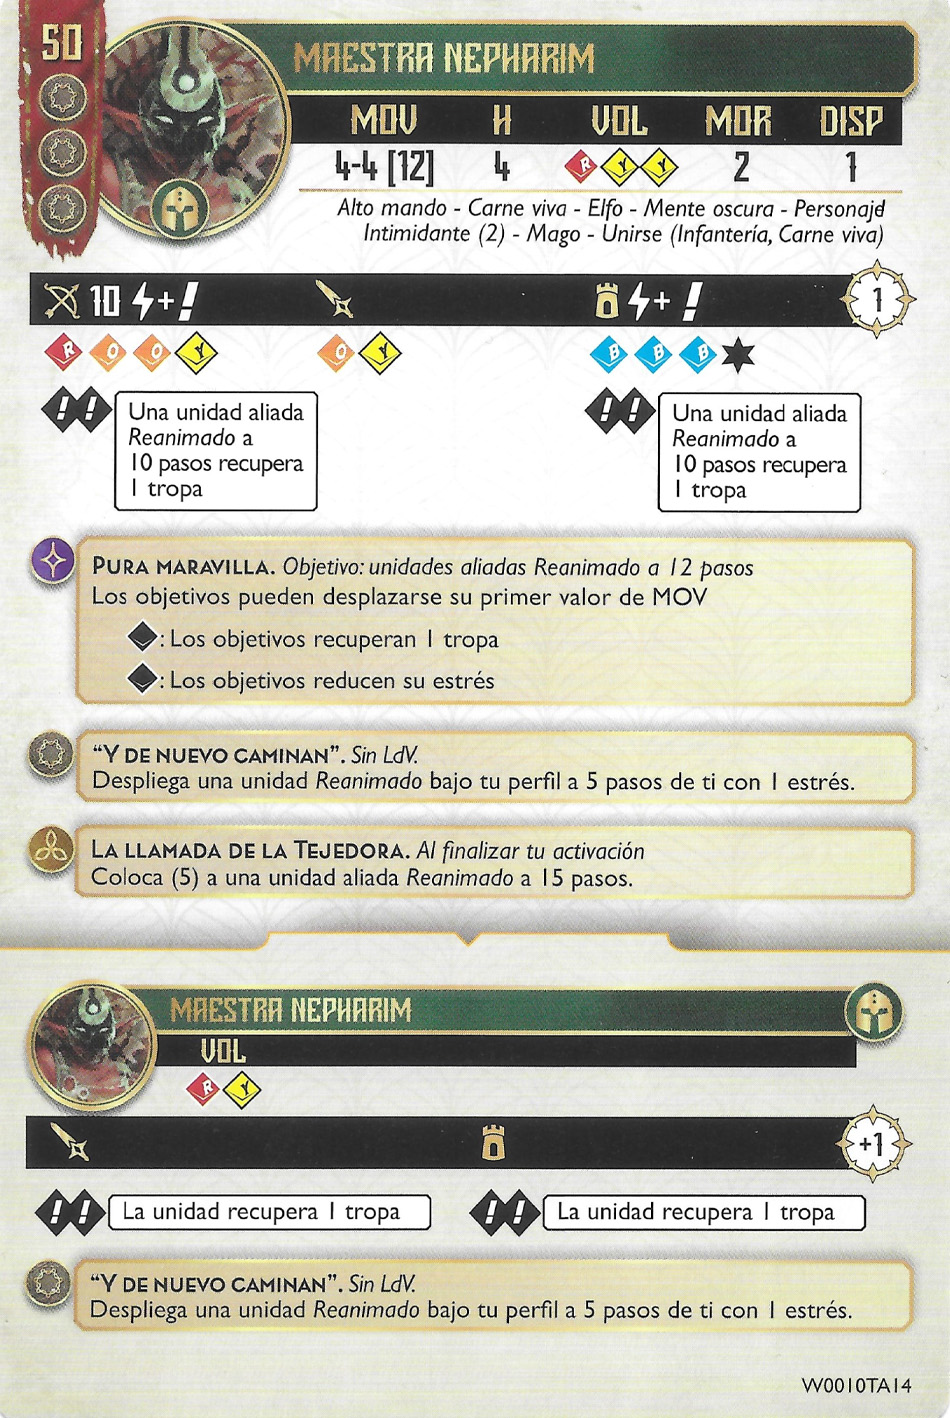 50
MAESTRA NEPHARIM
MOV H VOL MOR DISP
4-4 [12] 4 R Y Y 2 1
Alto mando - Carne viva - Elfo - Mente oscura - Personaje
Intimidante (2) - Mago - Unirse (Infantería, Carne viva)
10 + ! + ! 1
R O O Y O Y B B B
! ! Una unidad aliada
Reanimado a
10 pasos recupera
1 tropa
! ! Una unidad aliada
Reanimado a
10 pasos recupera
1 tropa
PURA MARAVILLA. Objetivo: unidades aliadas Reanimado a 12 pasos
Los objetivos pueden desplazarse su primer valor de MOV
: Los objetivos recuperan 1 tropa
: Los objetivos reducen su estrés
“Y DE NUEVO CAMINAN”. Sin LdV.
Despliega una unidad Reanimado bajo tu perfil a 5 pasos de ti con 1 estrés.
LA LLAMADA DE LA TEJEDORA. Al finalizar tu activación
Coloca (5) a una unidad aliada Reanimado a 15 pasos.
MAESTRA NEPHARIM
VOL
R Y
+1
! ! La unidad recupera 1 tropa
! ! La unidad recupera 1 tropa
“Y DE NUEVO CAMINAN”. Sin LdV.
Despliega una unidad Reanimado bajo tu perfil a 5 pasos de ti con 1 estrés.
W0010TA14